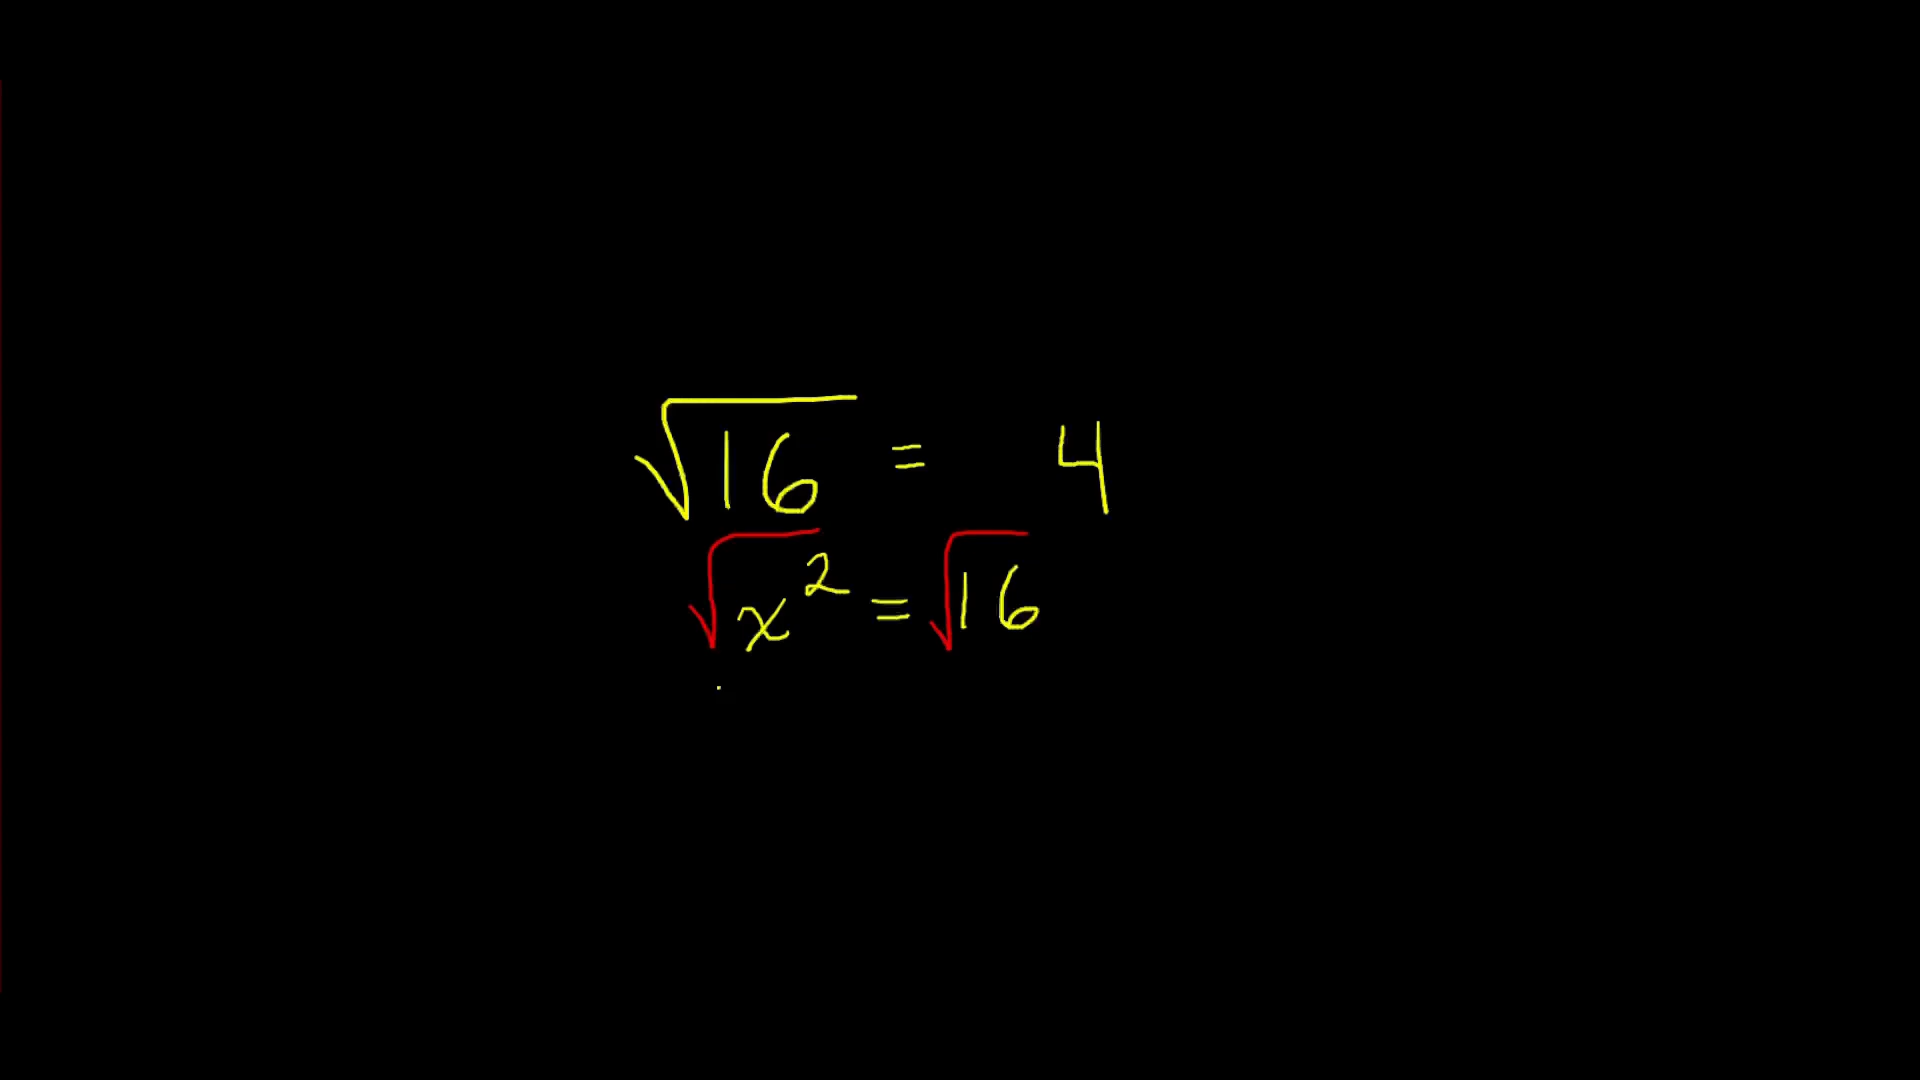 √16 = 4
√x² = √16